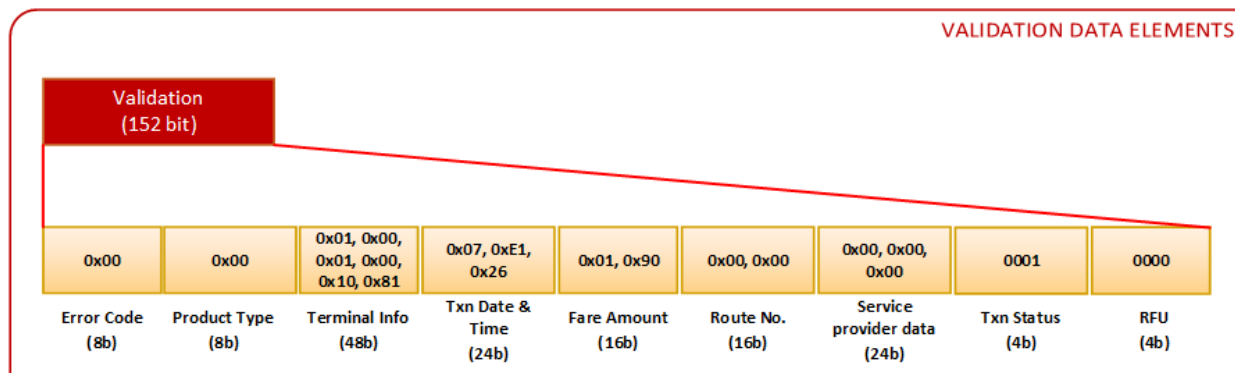 VALIDATION DATA ELEMENTS
Validation
(152 bit)
0x00
0x00
0x01, 0x00,
0x01, 0x00,
0x10, 0x81
0x07, 0xE1,
0x26
0x01, 0x90
0x00, 0x00
0x00, 0x00,
0x00
0001
0000
Error Code
(8b)
Product Type
(8b)
Terminal Info
(48b)
Txn Date &
Time
(24b)
Fare Amount
(16b)
Route No.
(16b)
Service
provider data
(24b)
Txn Status
(4b)
RFU
(4b)